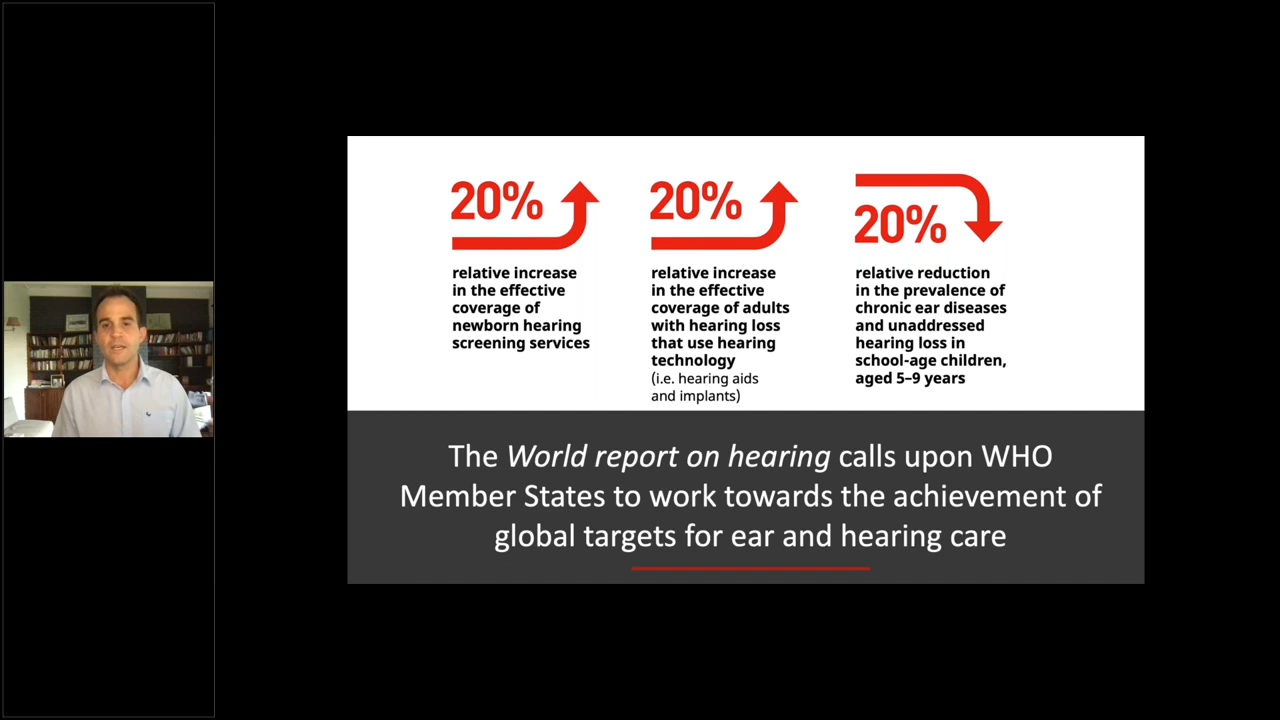 20%
relative increase
in the effective
coverage of
newborn hearing
screening services
20%
relative increase
in the effective
coverage of adults
with hearing loss
that use hearing
technology
(i.e. hearing aids
and implants)
20%
relative reduction
in the prevalence of
chronic ear diseases
and unaddressed
hearing loss in
school-age children,
aged 5–9 years
The World report on hearing calls upon WHO
Member States to work towards the achievement of
global targets for ear and hearing care